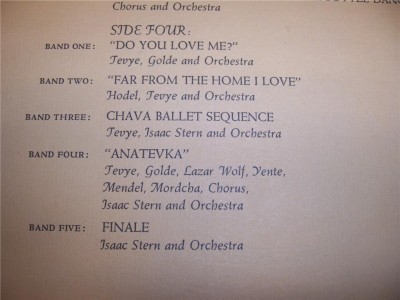 Chorus and Orchestra
SIDE FOUR:
BAND ONE: "DO YOU LOVE ME?"
Tevye, Golde and Orchestra
BAND TWO: "FAR FROM THE HOME I LOVE"
Hodel, Tevye and Orchestra
BAND THREE: CHAVA BALLET SEQUENCE
Tevye, Isaac Stern and Orchestra
BAND FOUR: "ANATEVKA"
Tevye, Golde, Lazar Wolf, Yente,
Mendel, Mordcha, Chorus,
Isaac Stern and Orchestra
BAND FIVE: FINALE
Isaac Stern and Orchestra